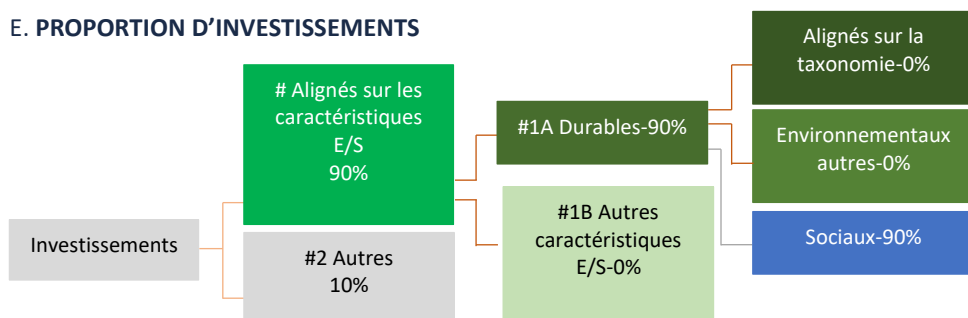 E. PROPORTION D’INVESTISSEMENTS
Investissements
# Alignés sur les
caractéristiques
E/S
90%
#2 Autres
10%
#1A Durables-90%
#1B Autres
caractéristiques
E/S-0%
Alignés sur la
taxonomie-0%
Environnementaux
autres-0%
Sociaux-90%